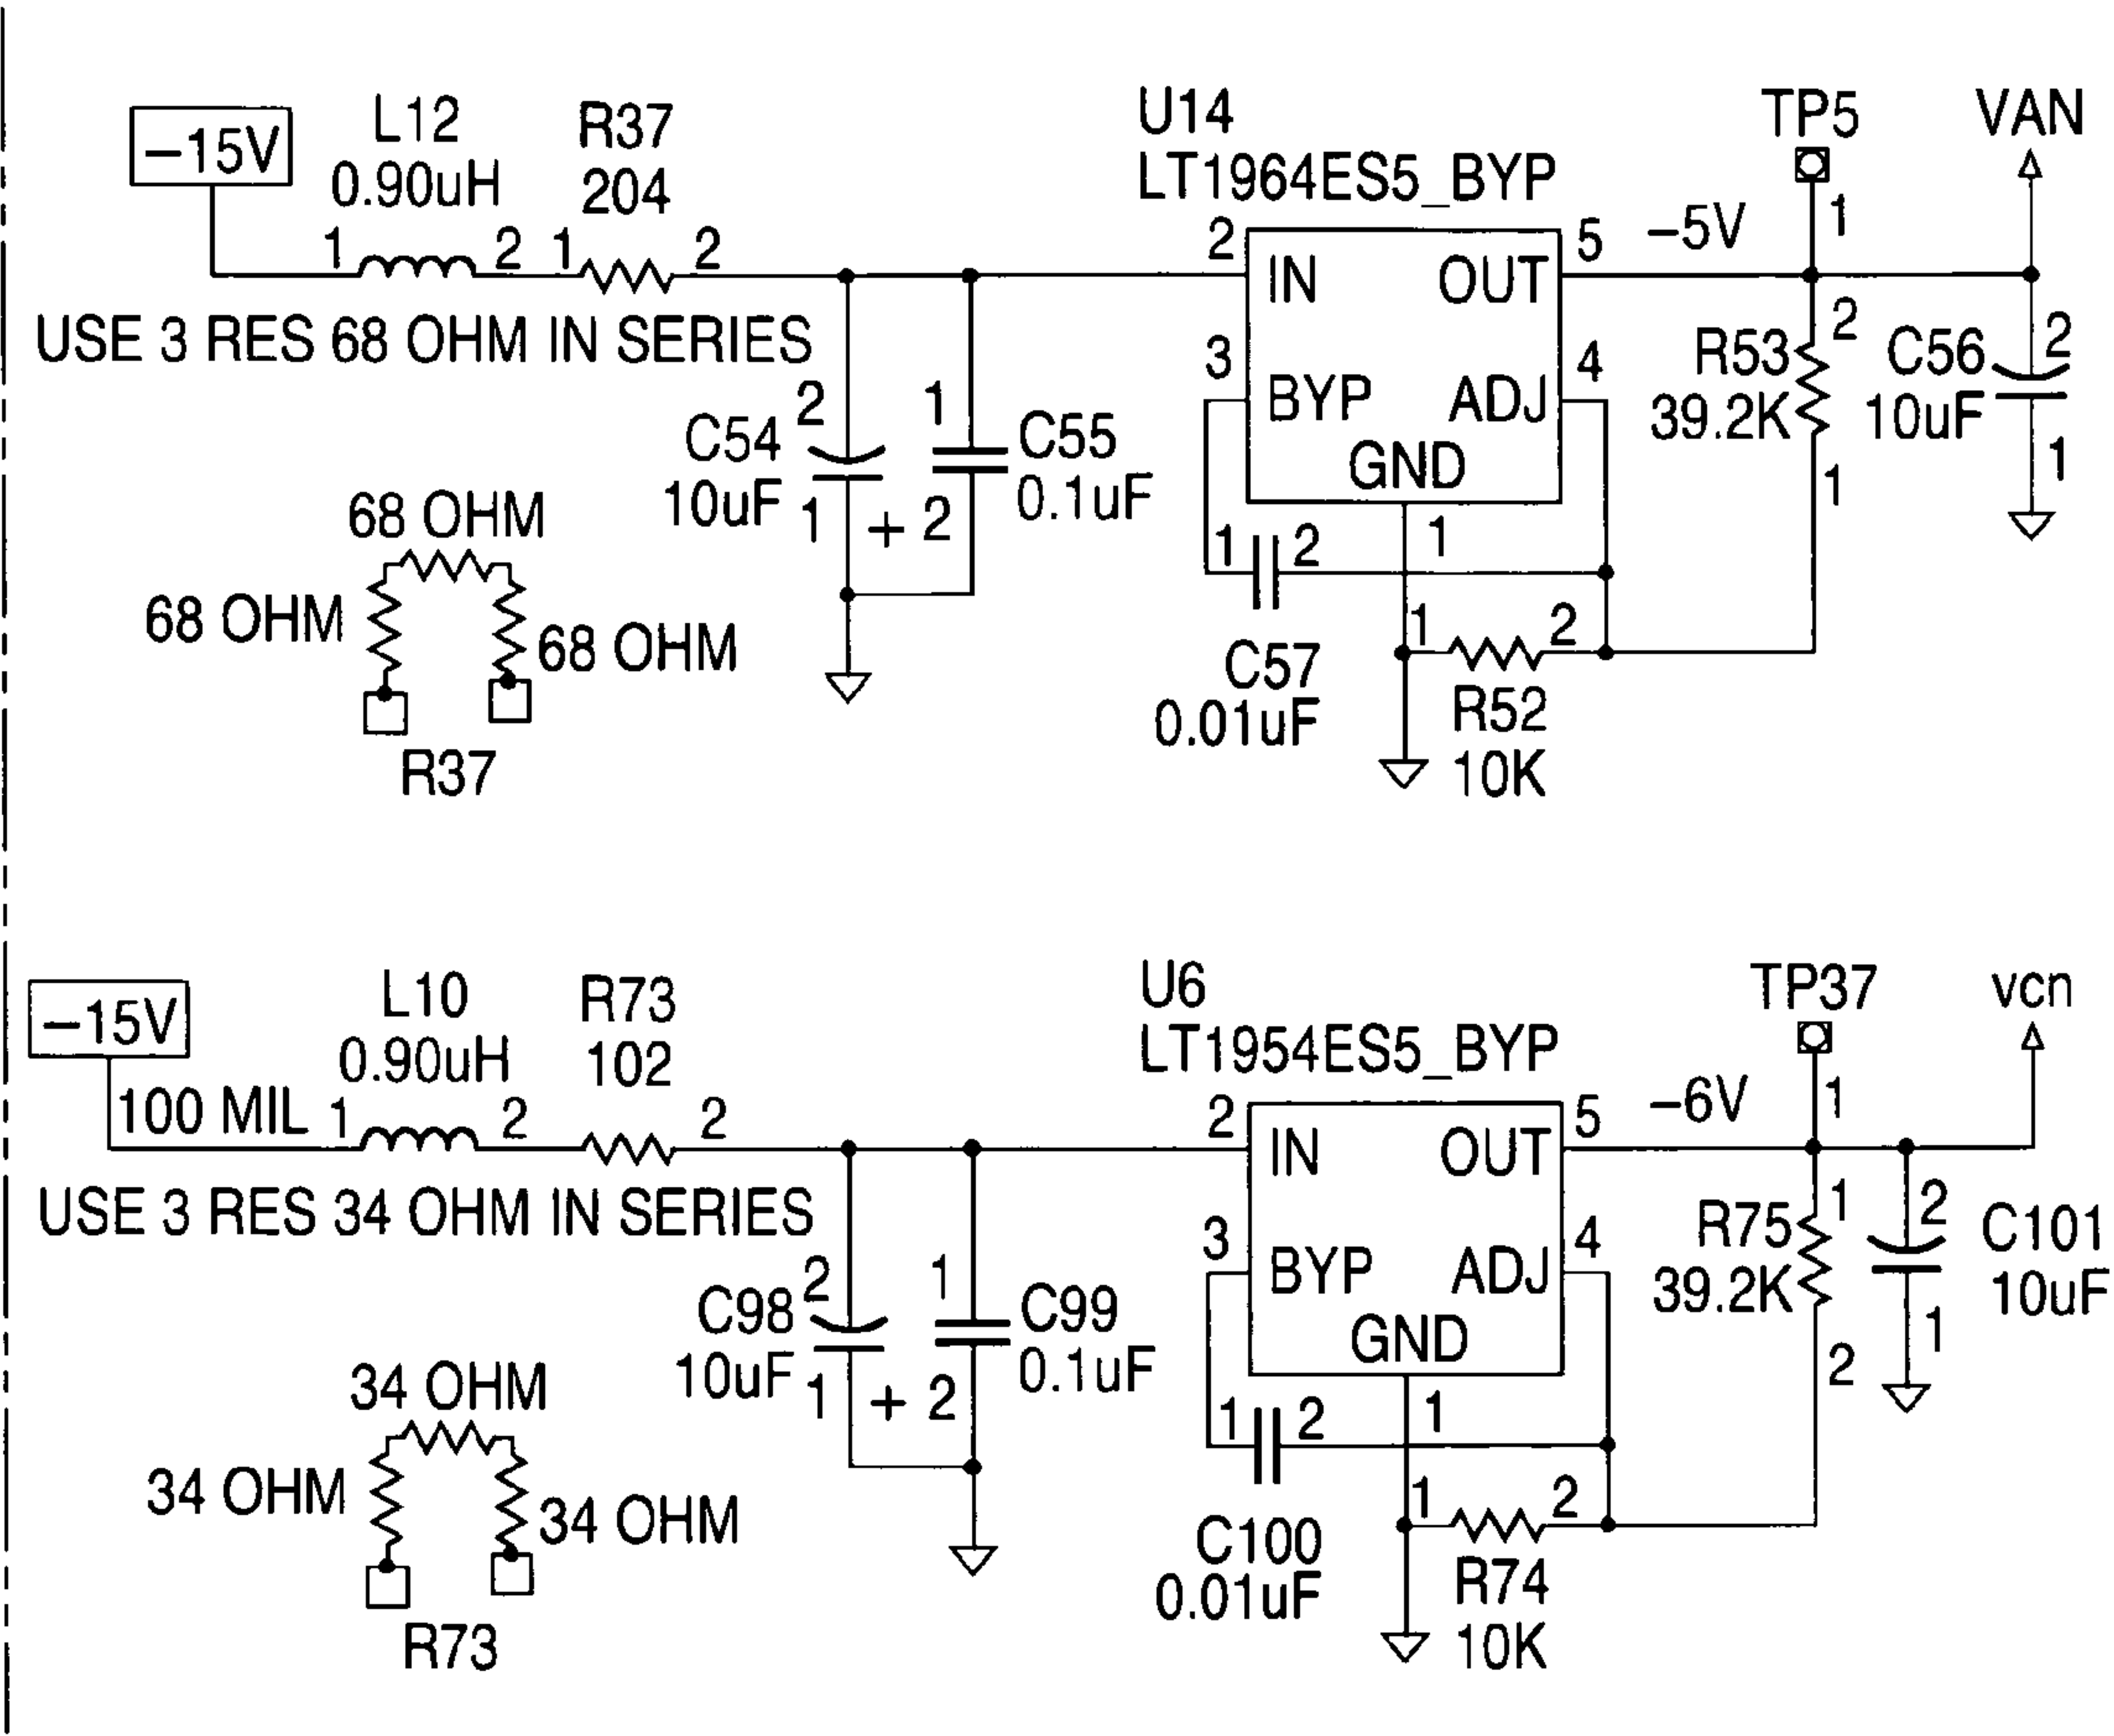 -15V
L12
0.90uH
R37
204
1
2
1
2
USE 3 RES 68 OHM IN SERIES
C54
10uF
2
1
+
C55
0.1uF
1
2
68 OHM
68 OHM
68 OHM
R37
U14
LT1964ES5_BYP
2
IN
OUT
5
3
BYP
ADJ
4
GND
1
1
2
C57
0.01uF
1
2
R52
10K
-5V
TP5
1
VAN
2
R53
39.2K
1
C56
10uF
2
1
-15V
100 MIL
L10
0.90uH
R73
102
1
2
2
USE 3 RES 34 OHM IN SERIES
C98
10uF
2
1
+
C99
0.1uF
1
2
34 OHM
34 OHM
34 OHM
R73
U6
LT1954ES5_BYP
2
IN
OUT
5
3
BYP
ADJ
4
GND
1
1
2
C100
0.01uF
1
2
R74
10K
-6V
TP37
1
vcn
1
R75
39.2K
2
C101
10uF
2
1